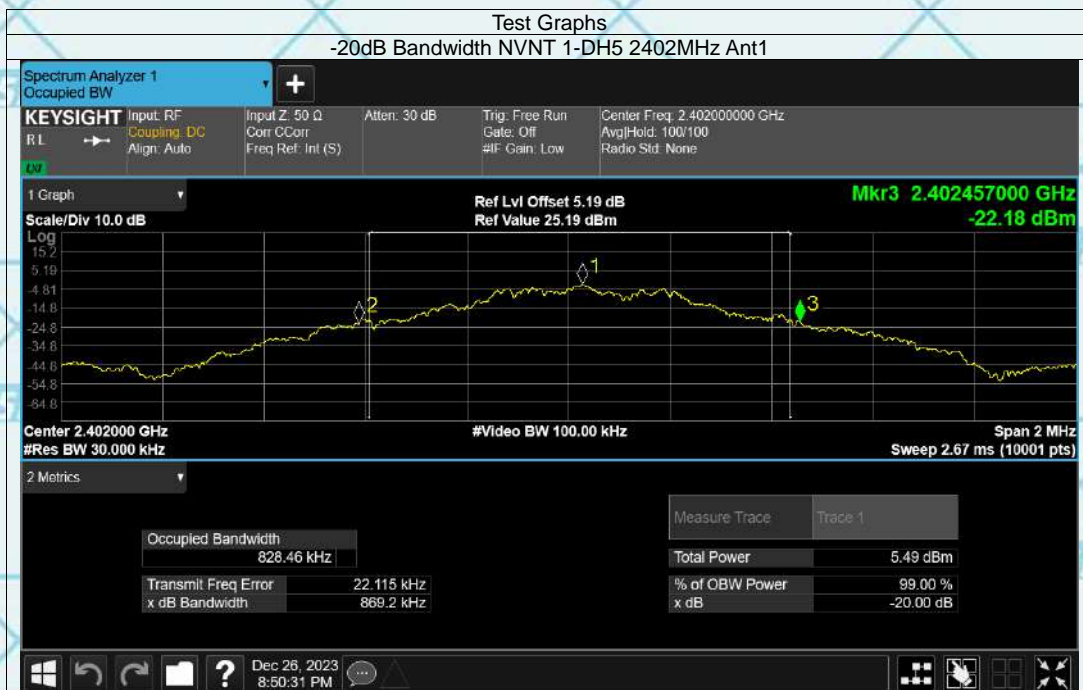 Test Graphs
-20dB Bandwidth NVNT 1-DH5 2402MHz Ant1
Spectrum Analyzer 1
Occupied BW
KEYSIGHT
R L
LXI
Input: RF
Coupling: DC
Align: Auto
Input Z: 50 Ω
Corr CCorr
Freq Ref: Int (S)
Atten: 30 dB
Trig: Free Run
Gate: Off
#IF Gain: Low
Center Freq: 2.402000000 GHz
Avg|Hold: 100/100
Radio Std: None
1 Graph
Scale/Div 10.0 dB
Ref Lvl Offset 5.19 dB
Ref Value 25.19 dBm
Mkr3 2.402457000 GHz
-22.18 dBm
Log
15.2
5.19
-4.81
-14.8
-24.8
-34.8
-44.8
-54.8
-64.8
1
2
3
Center 2.402000 GHz
#Res BW 30.000 kHz
#Video BW 100.00 kHz
Span 2 MHz
Sweep 2.67 ms (10001 pts)
2 Metrics
Occupied Bandwidth
828.46 kHz
Transmit Freq Error 22.115 kHz
x dB Bandwidth 869.2 kHz
Measure Trace Trace 1
Total Power 5.49 dBm
% of OBW Power 99.00 %
x dB -20.00 dB
?
Dec 26, 2023
8:50:31 PM